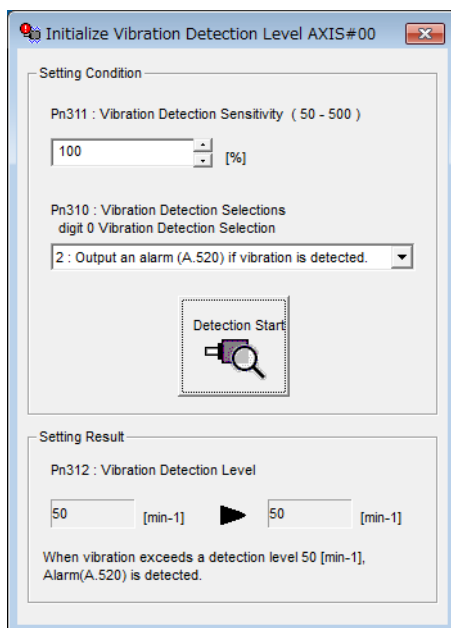 Initialize Vibration Detection Level AXIS#00
Setting Condition
Pn311 : Vibration Detection Sensitivity ( 50 - 500 )
100
[%]
Pn310 : Vibration Detection Selections
digit 0 Vibration Detection Selection
2 : Output an alarm (A.520) if vibration is detected.
Detection Start
Setting Result
Pn312 : Vibration Detection Level
50 [min-1] 50 [min-1]
When vibration exceeds a detection level 50 [min-1],
Alarm(A.520) is detected.